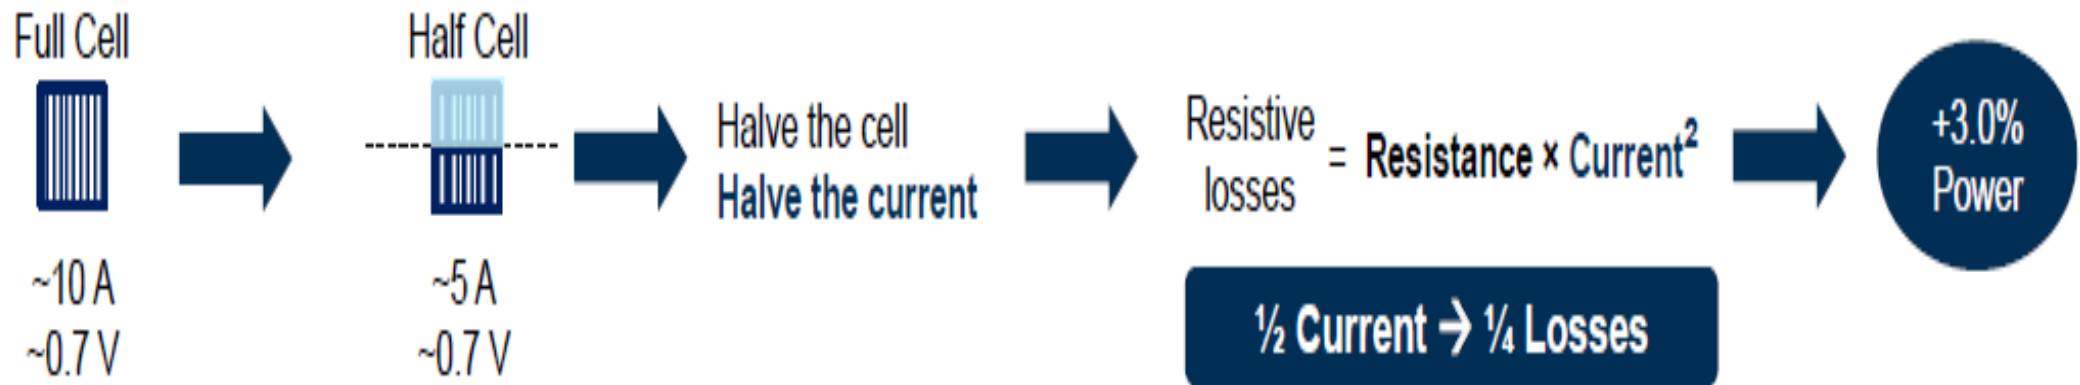 Full Cell
~10 A
~0.7 V
Half Cell
~5 A
~0.7 V
Halve the cell
Halve the current
Resistive
losses
= Resistance × Current²
½ Current → ¼ Losses
+3.0%
Power